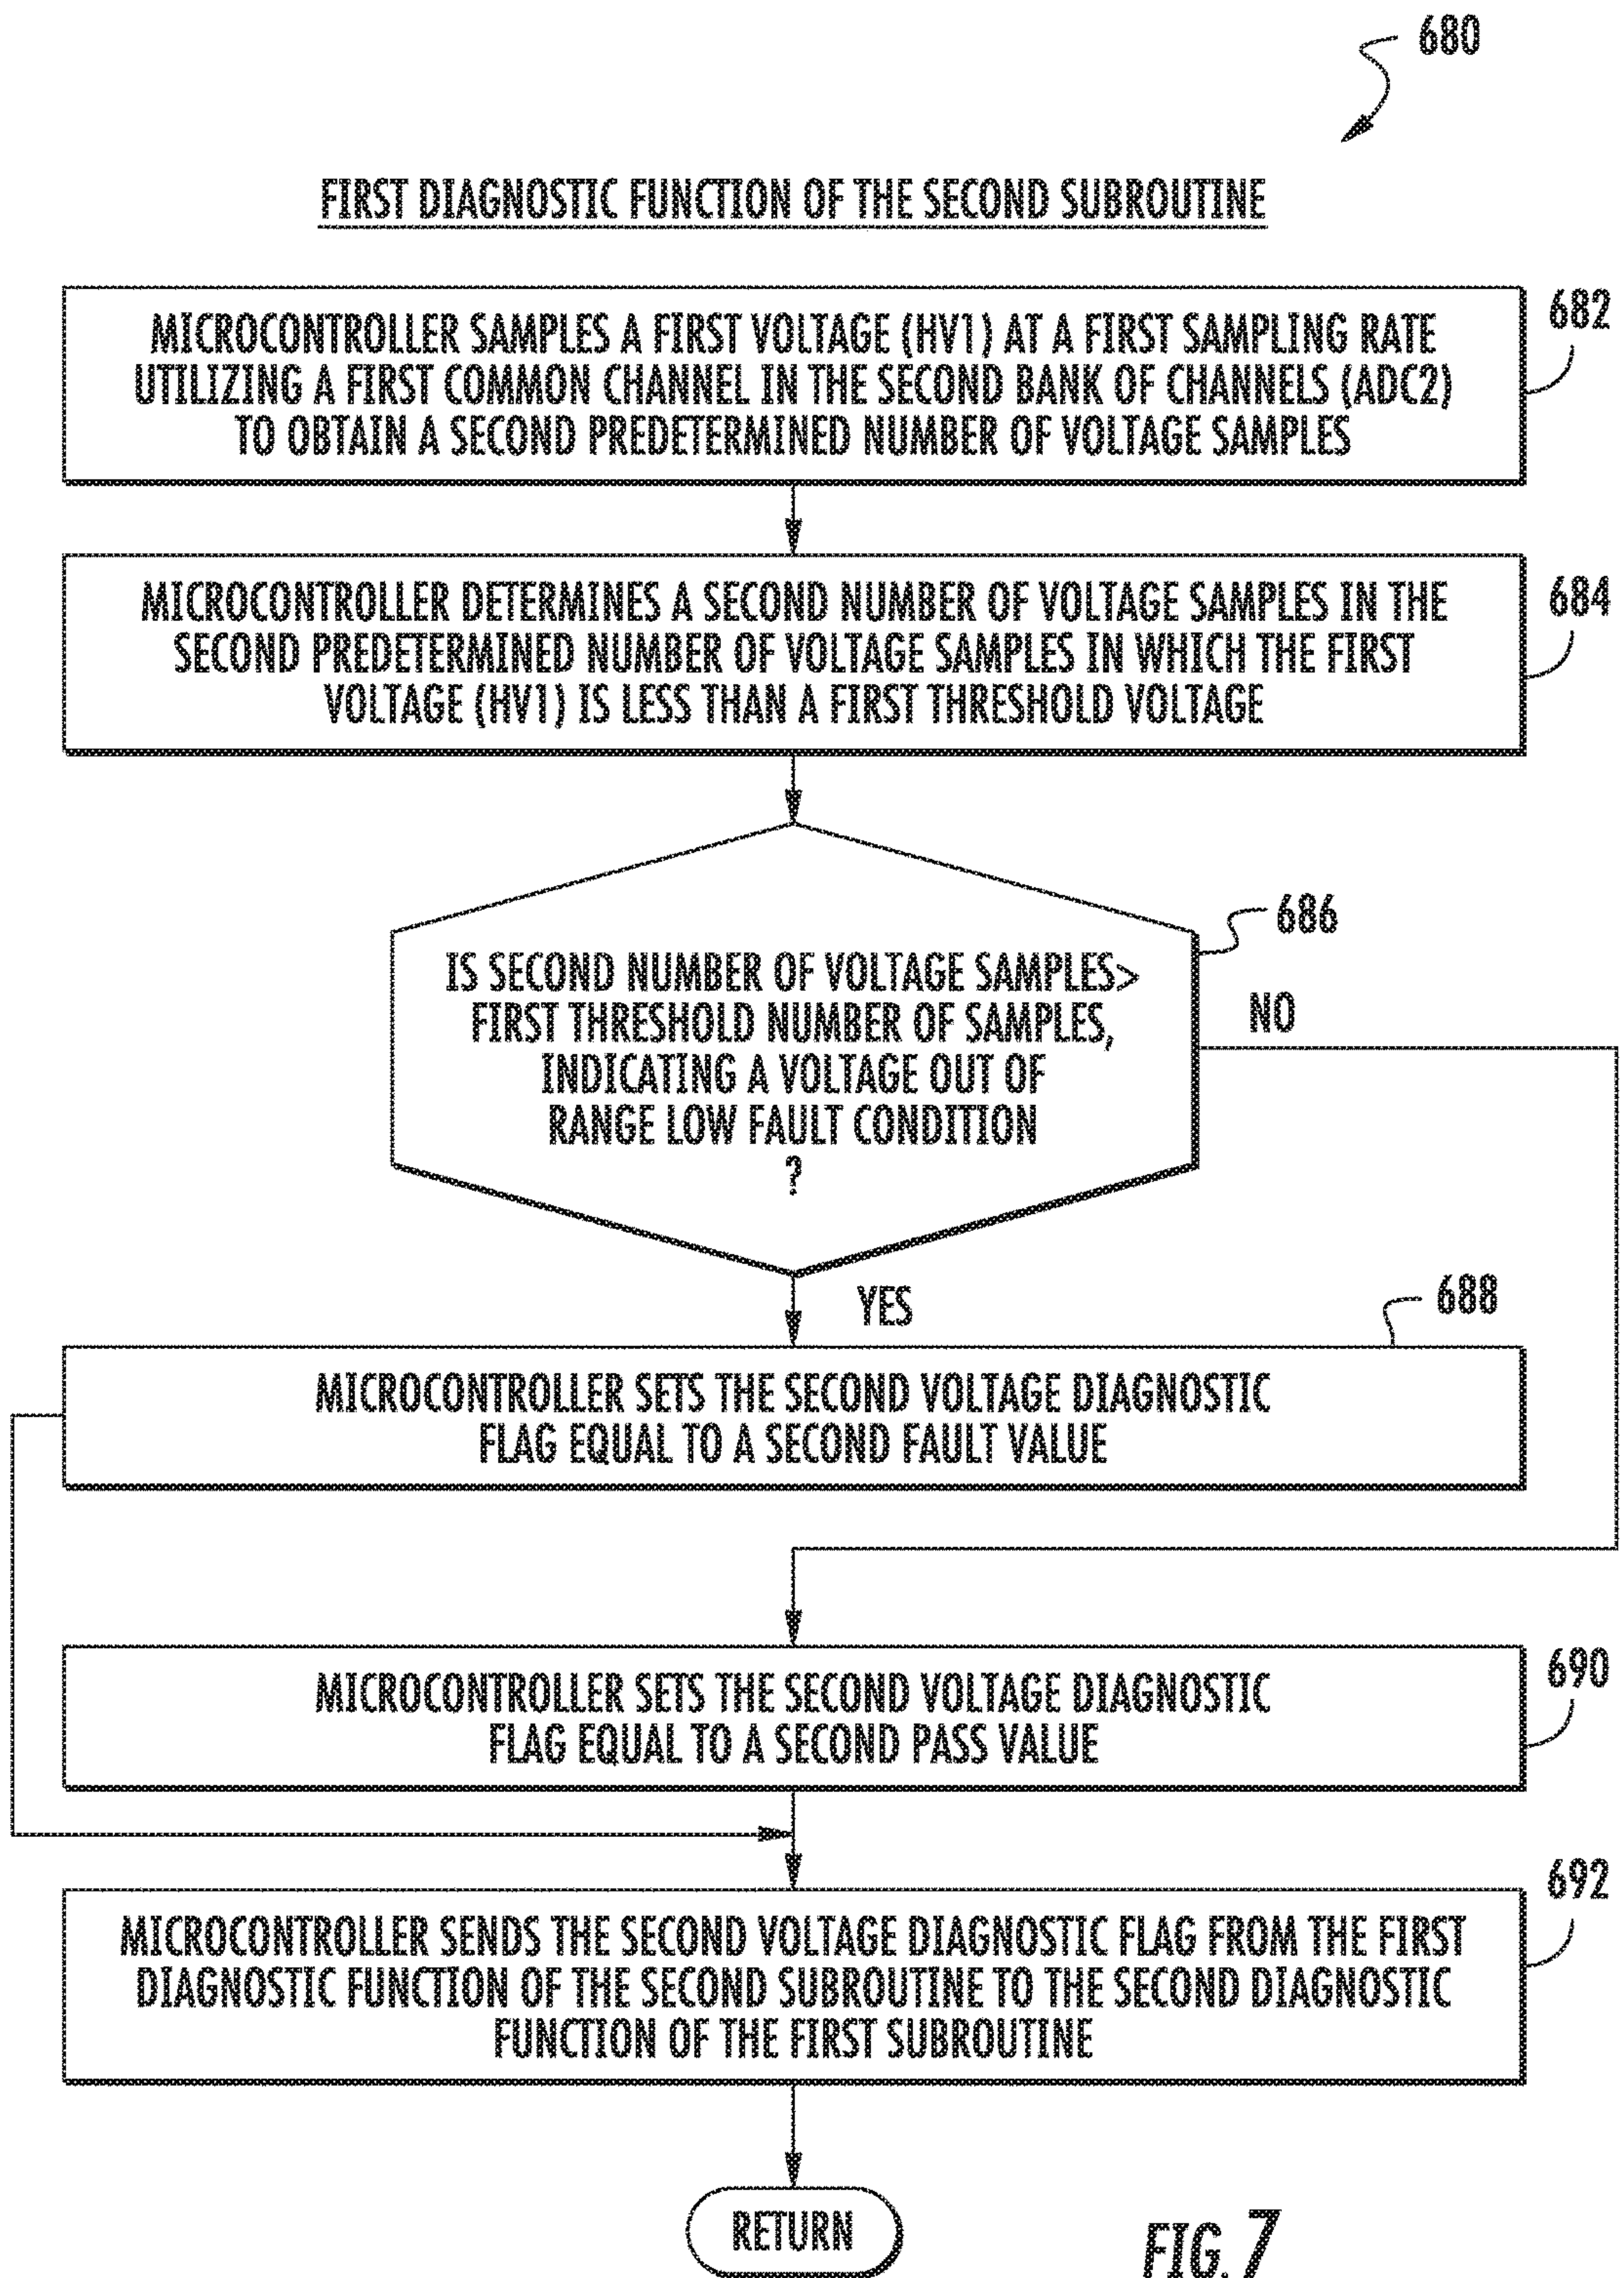 680
FIRST DIAGNOSTIC FUNCTION OF THE SECOND SUBROUTINE
682
MICROCONTROLLER SAMPLES A FIRST VOLTAGE (HV1) AT A FIRST SAMPLING RATE
UTILIZING A FIRST COMMON CHANNEL IN THE SECOND BANK OF CHANNELS (ADC2)
TO OBTAIN A SECOND PREDETERMINED NUMBER OF VOLTAGE SAMPLES
684
MICROCONTROLLER DETERMINES A SECOND NUMBER OF VOLTAGE SAMPLES IN THE
SECOND PREDETERMINED NUMBER OF VOLTAGE SAMPLES IN WHICH THE FIRST
VOLTAGE (HV1) IS LESS THAN A FIRST THRESHOLD VOLTAGE
686
IS SECOND NUMBER OF VOLTAGE SAMPLES>
FIRST THRESHOLD NUMBER OF SAMPLES,
INDICATING A VOLTAGE OUT OF
RANGE LOW FAULT CONDITION
?
NO
YES
688
MICROCONTROLLER SETS THE SECOND VOLTAGE DIAGNOSTIC
FLAG EQUAL TO A SECOND FAULT VALUE
690
MICROCONTROLLER SETS THE SECOND VOLTAGE DIAGNOSTIC
FLAG EQUAL TO A SECOND PASS VALUE
692
MICROCONTROLLER SENDS THE SECOND VOLTAGE DIAGNOSTIC FLAG FROM THE FIRST
DIAGNOSTIC FUNCTION OF THE SECOND SUBROUTINE TO THE SECOND DIAGNOSTIC
FUNCTION OF THE FIRST SUBROUTINE
RETURN
FIG. 7